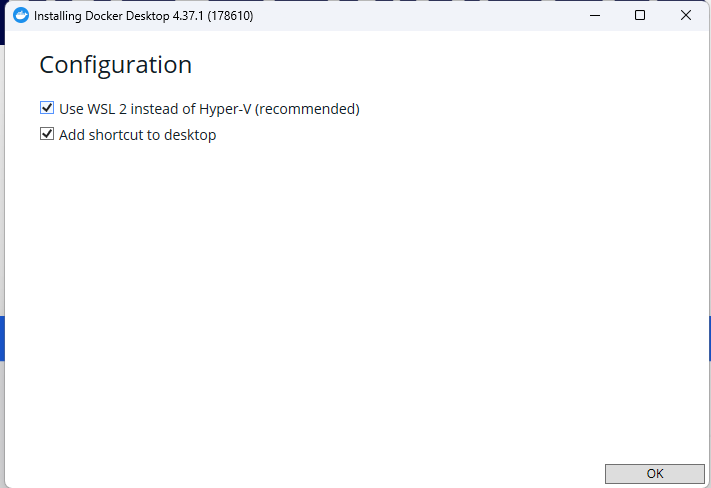 Installing Docker Desktop 4.37.1 (178610)
Configuration
Use WSL 2 instead of Hyper-V (recommended)
Add shortcut to desktop
OK